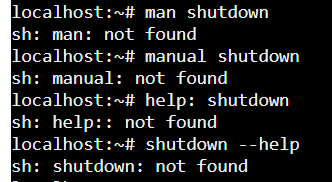 localhost:~# man shutdown
sh: man: not found
localhost:~# manual shutdown
sh: manual: not found
localhost:~# help: shutdown
sh: help:: not found
localhost:~# shutdown --help
sh: shutdown: not found